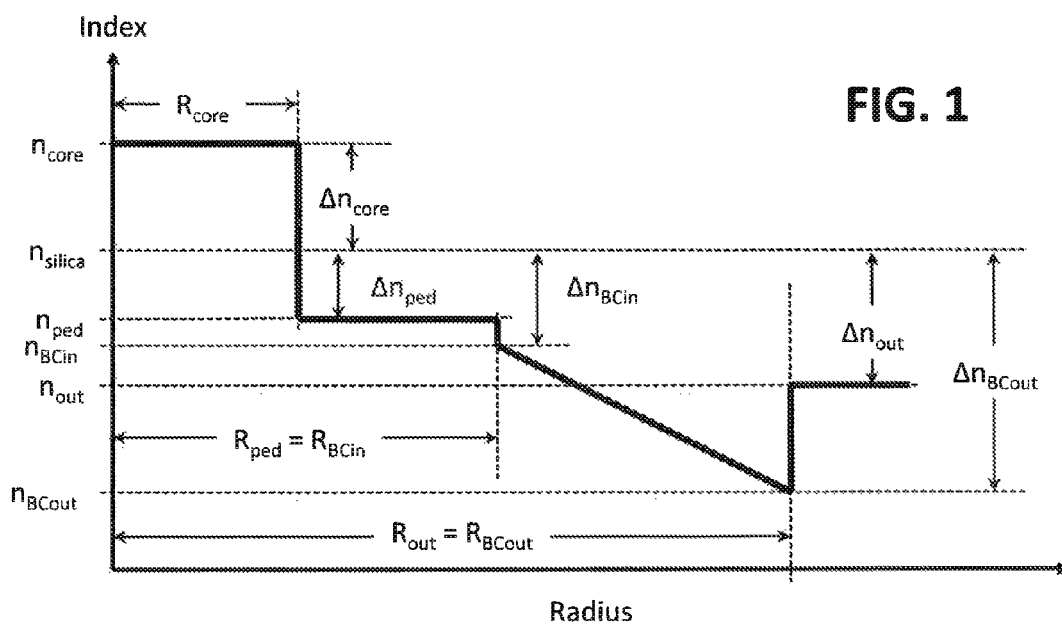 Index
FIG. 1
R_core
n_core
Δn_core
n_silica
Δn_ped
Δn_BCin
n_ped
n_BCin
Δn_out
n_out
Δn_BCout
R_ped = R_BCin
n_BCout
R_out = R_BCout
Radius